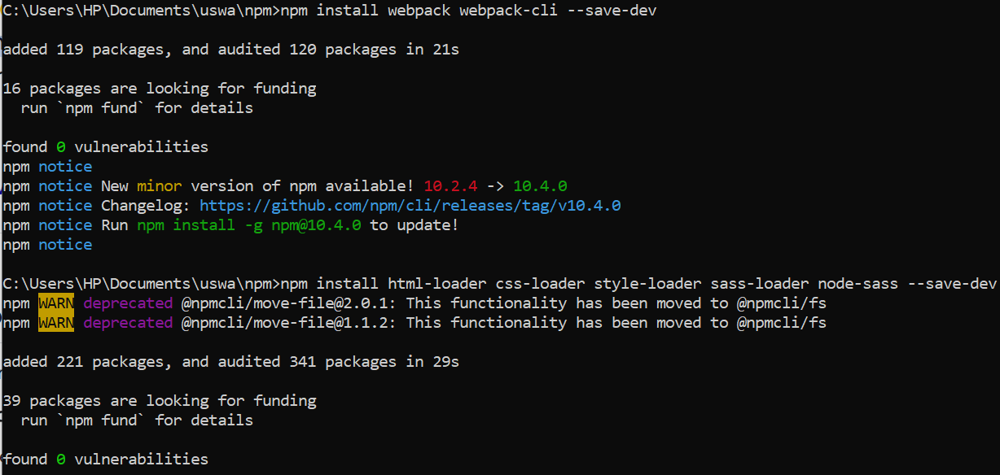 C:\Users\HP\Documents\uswa\npm>npm install webpack webpack-cli --save-dev
added 119 packages, and audited 120 packages in 21s
16 packages are looking for funding
  run `npm fund` for details
found 0 vulnerabilities
npm notice
npm notice New minor version of npm available! 10.2.4 -> 10.4.0
npm notice Changelog: https://github.com/npm/cli/releases/tag/v10.4.0
npm notice Run npm install -g npm@10.4.0 to update!
npm notice
C:\Users\HP\Documents\uswa\npm>npm install html-loader css-loader style-loader sass-loader node-sass --save-dev
npm WARN deprecated @npmcli/move-file@2.0.1: This functionality has been moved to @npmcli/fs
npm WARN deprecated @npmcli/move-file@1.1.2: This functionality has been moved to @npmcli/fs
added 221 packages, and audited 341 packages in 29s
39 packages are looking for funding
  run `npm fund` for details
found 0 vulnerabilities